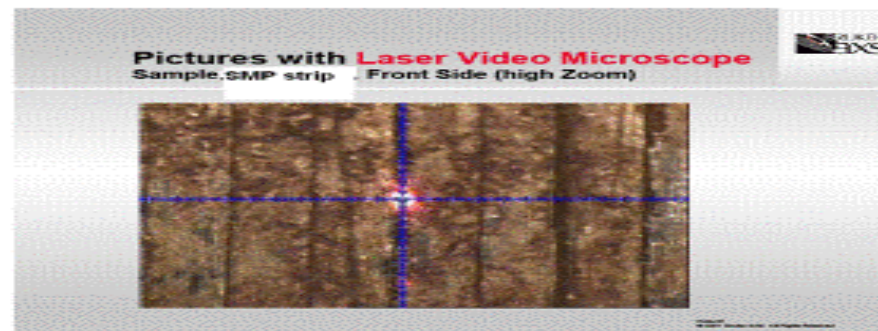 Pictures with Laser Video Microscope
Sample, SMP strip , Front Side (high Zoom)